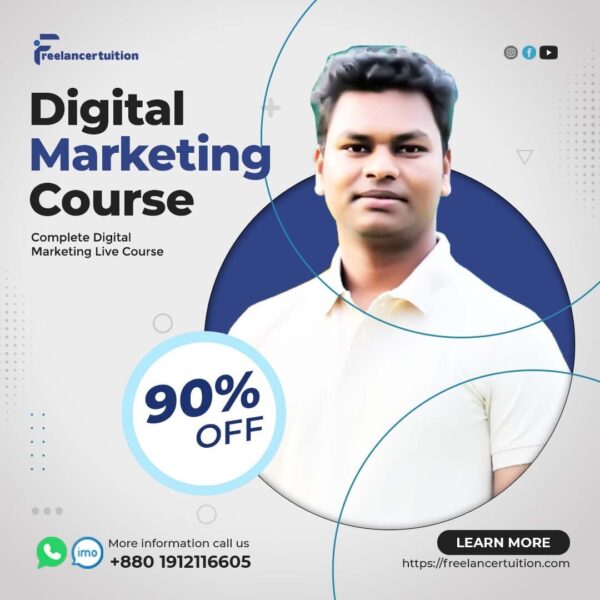 Freelancertuition
Digital
Marketing
Course
Complete Digital
Marketing Live Course
90%
OFF
imo
More information call us
+880 1912116605
LEARN MORE
https://freelancertuition.com